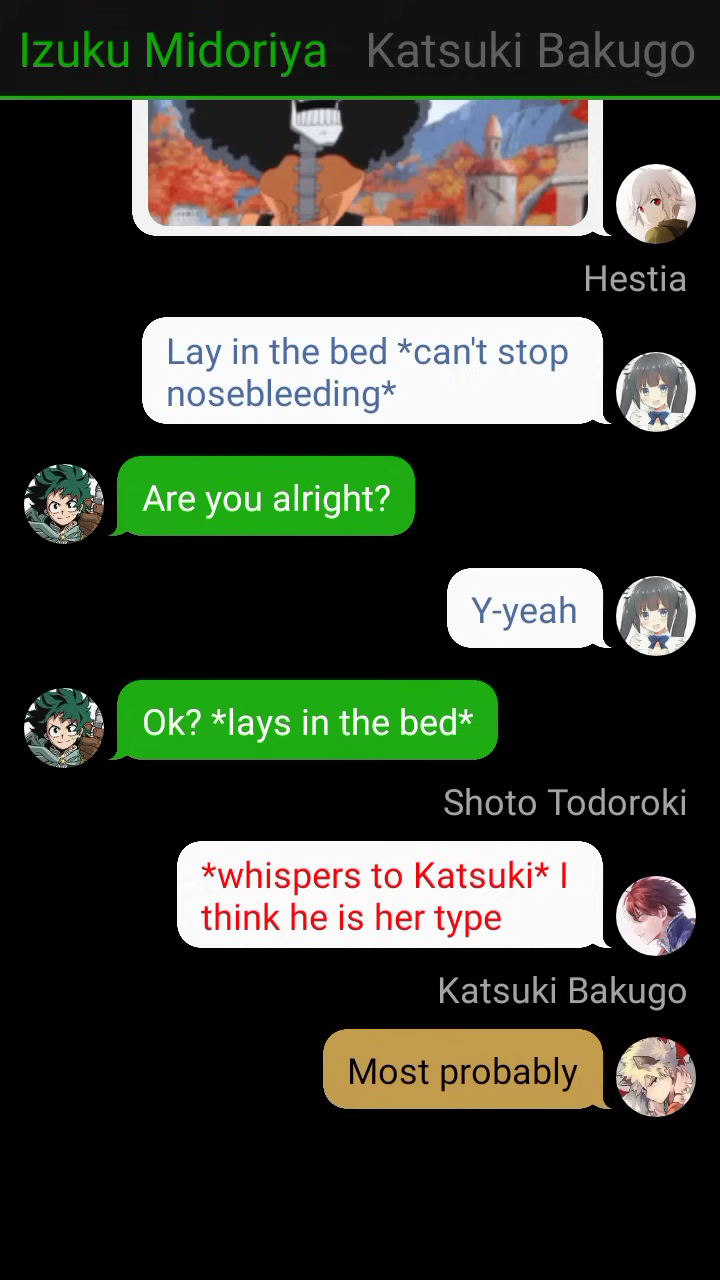 Izuku Midoriya Katsuki Bakugo
Hestia
Lay in the bed *can't stop
nosebleeding*
Are you alright?
Y-yeah
Ok? *lays in the bed*
Shoto Todoroki
*whispers to Katsuki* I
think he is her type
Katsuki Bakugo
Most probably